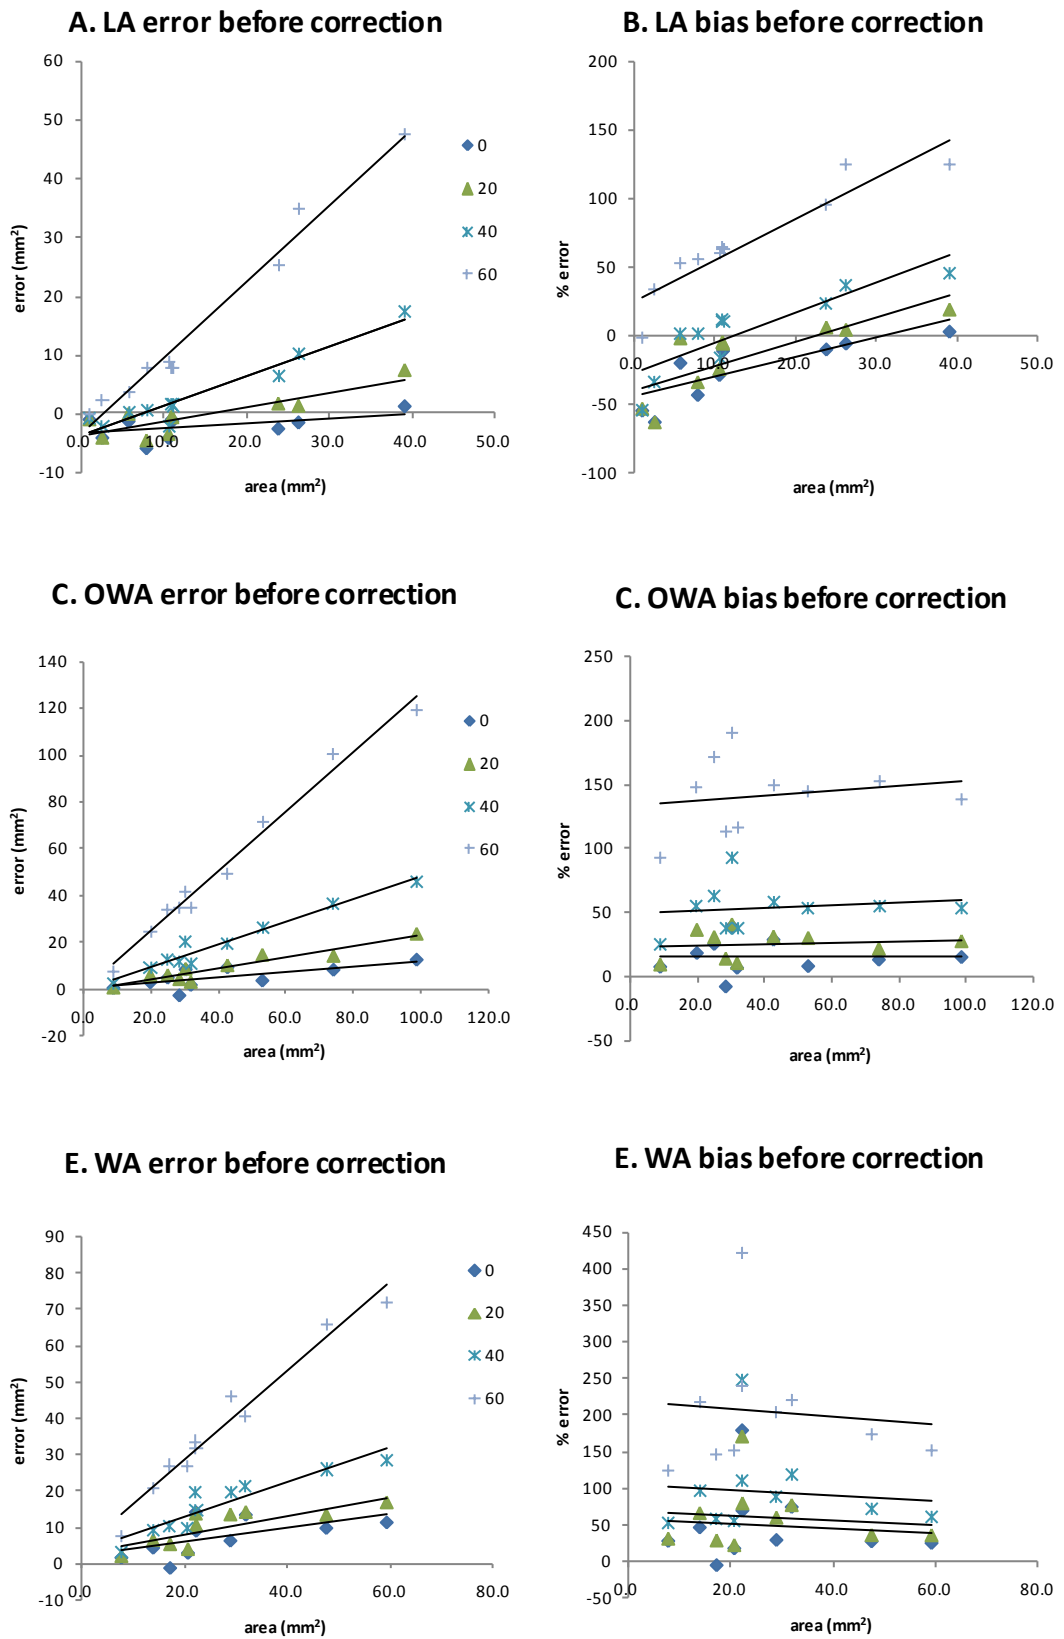 A. LA error before correction
60
50
40
30
20
10
0
-10
0.0 10.0 20.0 30.0 40.0 50.0
error (mm²)
area (mm²)
0
20
40
60
B. LA bias before correction
200
150
100
50
0
-50
-100
0.0 10.0 20.0 30.0 40.0 50.0
% error
area (mm²)
C. OWA error before correction
140
120
100
80
60
40
20
0
-20
0.0 20.0 40.0 60.0 80.0 100.0 120.0
error (mm²)
area (mm²)
0
20
40
60
C. OWA bias before correction
250
200
150
100
50
0
-50
0.0 20.0 40.0 60.0 80.0 100.0 120.0
% error
area (mm²)
E. WA error before correction
90
80
70
60
50
40
30
20
10
0
-10
0.0 20.0 40.0 60.0 80.0
error (mm²)
area (mm²)
0
20
40
60
E. WA bias before correction
450
400
350
300
250
200
150
100
50
0
-50
0.0 20.0 40.0 60.0 80.0
% error
area (mm²)